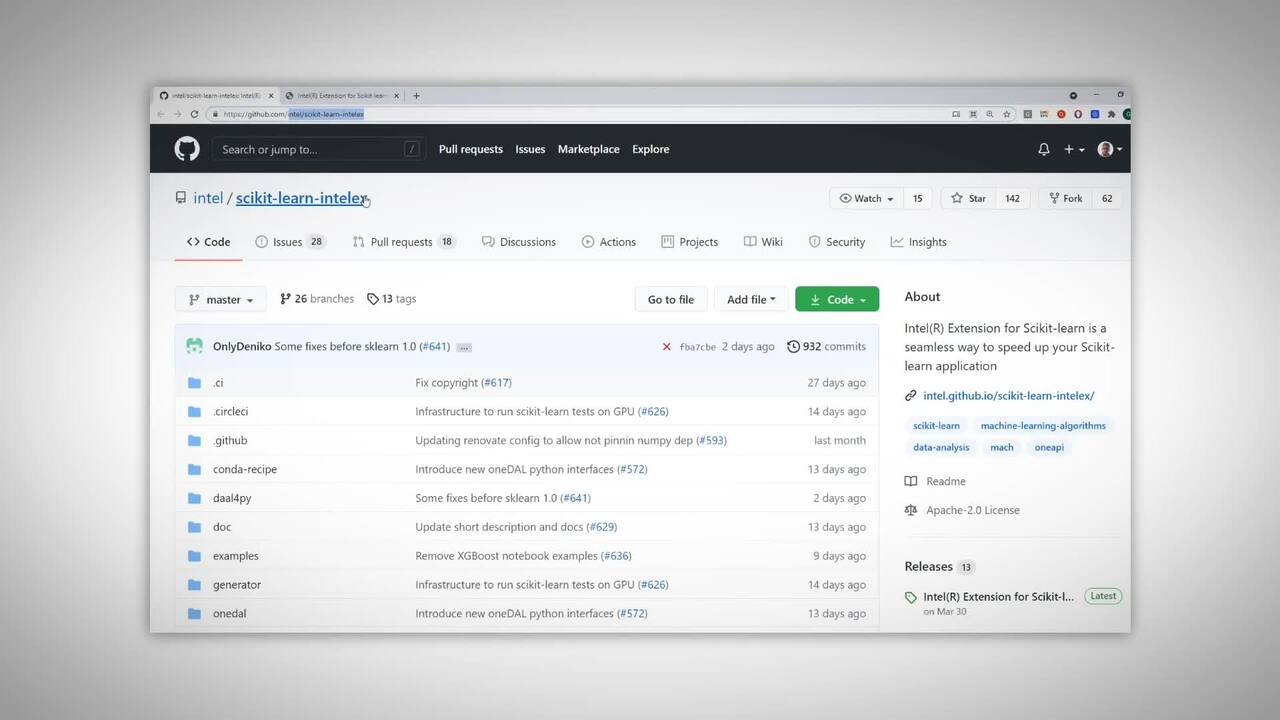 intel/scikit-learn-intelex: Intel(R)
Intel(R) Extension for Scikit-learn
https://github.com/intel/scikit-learn-intelex
Search or jump to... /
Pull requests Issues Marketplace Explore
intel / scikit-learn-intelex
Watch 15 Star 142 Fork 62
Code Issues 28 Pull requests 18 Discussions Actions Projects Wiki Security Insights
master 26 branches 13 tags Go to file Add file Code
OnlyDeniko Some fixes before sklearn 1.0 (#641) ... fba7cbe 2 days ago 932 commits
.ci Fix copyright (#617) 27 days ago
.circleci Infrastructure to run scikit-learn tests on GPU (#626) 14 days ago
.github Updating renovate config to allow not pinnin numpy dep (#593) last month
conda-recipe Introduce new oneDAL python interfaces (#572) 13 days ago
daal4py Some fixes before sklearn 1.0 (#641) 2 days ago
doc Update short description and docs (#629) 13 days ago
examples Remove XGBoost notebook examples (#636) 9 days ago
generator Infrastructure to run scikit-learn tests on GPU (#626) 14 days ago
onedal Introduce new oneDAL python interfaces (#572) 13 days ago
About
Intel(R) Extension for Scikit-learn is a
seamless way to speed up your Scikit-
learn application
intel.github.io/scikit-learn-intelex/
scikit-learn machine-learning-algorithms
data-analysis mach oneapi
Readme
Apache-2.0 License
Releases 13
Intel(R) Extension for Scikit-l... Latest
on Mar 30